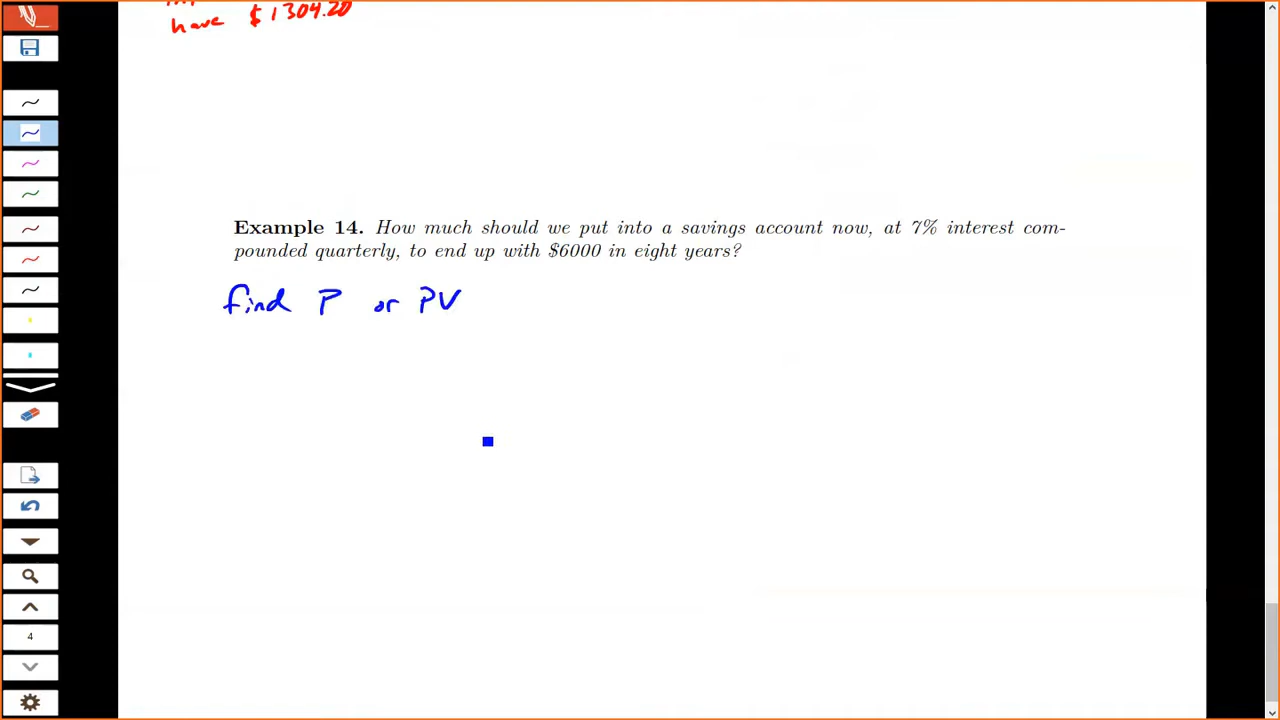 have $1304.20
Example 14. How much should we put into a savings account now, at 7% interest com-
pounded quarterly, to end up with $6000 in eight years?
find P or PV
4